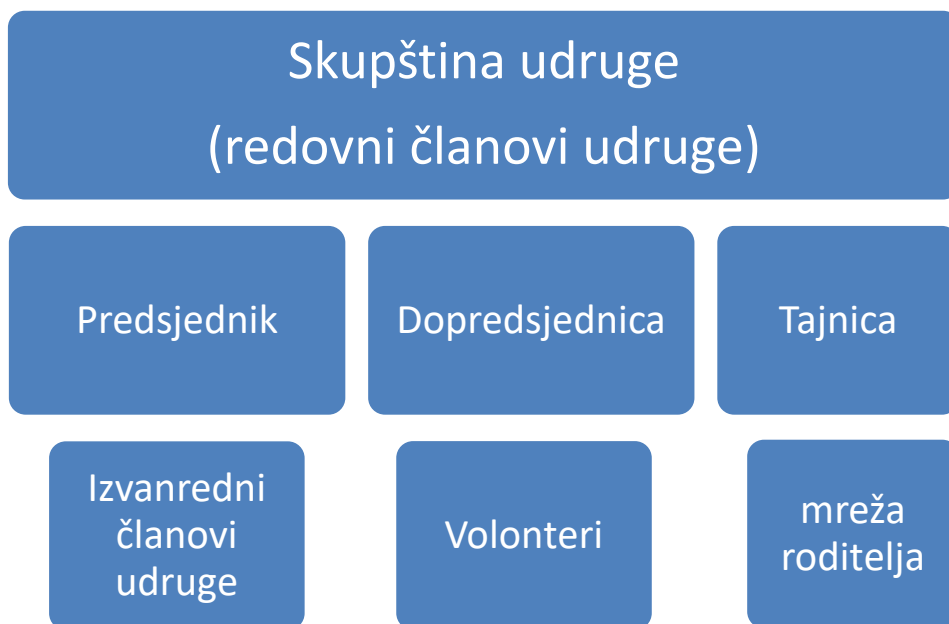 Skupština udruge
(redovni članovi udruge)
Predsjednik
Dopredsjednica
Tajnica
Izvanredni
članovi
udruge
Volonteri
mreža
roditelja